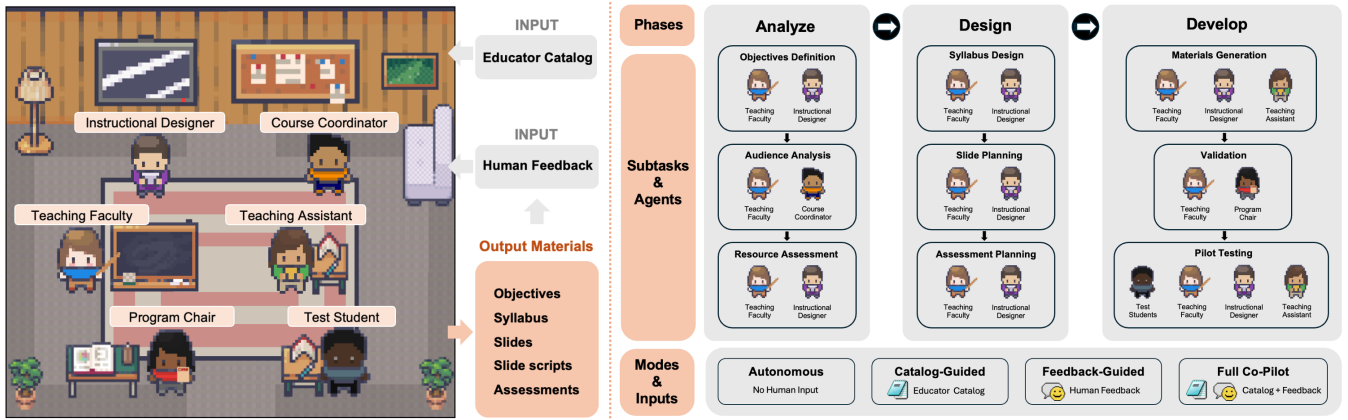 Instructional Designer
Course Coordinator
Teaching Faculty
Teaching Assistant
Program Chair
Test Student
INPUT
Educator Catalog
INPUT
Human Feedback
Output Materials
Objectives
Syllabus
Slides
Slide scripts
Assessments
Phases
Analyze
Design
Develop
Subtasks
&
Agents
Objectives Definition
Teaching
Faculty
Instructional
Designer
Audience Analysis
Teaching
Faculty
Course
Coordinator
Resource Assessment
Teaching
Faculty
Instructional
Designer
Syllabus Design
Teaching
Faculty
Instructional
Designer
Slide Planning
Teaching
Faculty
Instructional
Designer
Assessment Planning
Teaching
Faculty
Instructional
Designer
Materials Generation
Teaching
Faculty
Instructional
Designer
Teaching
Assistant
Validation
Teaching
Faculty
Program
Chair
Pilot Testing
Test
Students
Teaching
Faculty
Instructional
Designer
Teaching
Assistant
Modes
&
Inputs
Autonomous
No Human Input
Catalog-Guided
Educator Catalog
Feedback-Guided
Human Feedback
Full Co-Pilot
Catalog + Feedback